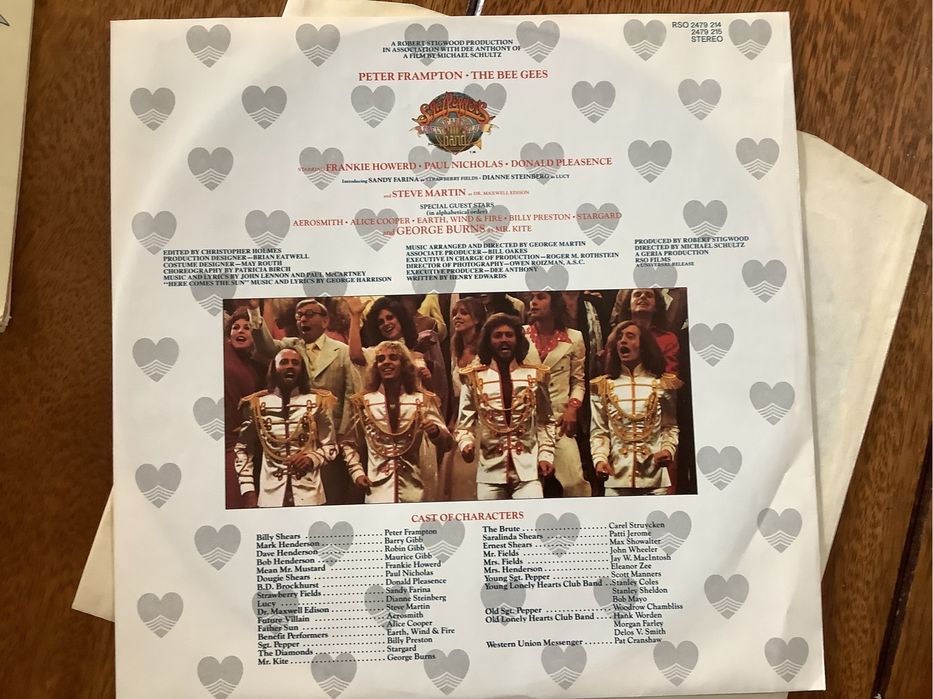 RSO 2479 214
2479 215
STEREO
A ROBERT STIGWOOD PRODUCTION
IN ASSOCIATION WITH DEE ANTHONY OF
A FILM BY MICHAEL SCHULTZ
PETER FRAMPTON · THE BEE GEES
STARRING FRANKIE HOWERD · PAUL NICHOLAS · DONALD PLEASENCE
Introducing SANDY FARINA as STRAWBERRY FIELDS · DIANNE STEINBERG as LUCY
and STEVE MARTIN as DR. MAXWELL EDISON
SPECIAL GUEST STARS
(in alphabetical order)
AEROSMITH · ALICE COOPER · EARTH, WIND & FIRE · BILLY PRESTON · STARGARD
and GEORGE BURNS as MR. KITE
EDITED BY CHRISTOPHER HOLMES
PRODUCTION DESIGNER—BRIAN EATWELL
COSTUME DESIGNER—MAY ROUTH
CHOREOGRAPHY BY PATRICIA BIRCH
MUSIC AND LYRICS BY JOHN LENNON AND PAUL McCARTNEY
"HERE COMES THE SUN" MUSIC AND LYRICS BY GEORGE HARRISON
MUSIC ARRANGED AND DIRECTED BY GEORGE MARTIN
ASSOCIATE PRODUCER—BILL OAKES
EXECUTIVE IN CHARGE OF PRODUCTION—ROGER M. ROTHSTEIN
DIRECTOR OF PHOTOGRAPHY—OWEN ROIZMAN, A.S.C.
EXECUTIVE PRODUCER—DEE ANTHONY
WRITTEN BY HENRY EDWARDS
PRODUCED BY ROBERT STIGWOOD
DIRECTED BY MICHAEL SCHULTZ
A GERIA PRODUCTION
RSO FILMS
A UNIVERSAL RELEASE
CAST OF CHARACTERS
Billy Shears Peter Frampton
Mark Henderson Barry Gibb
Dave Henderson Robin Gibb
Bob Henderson Maurice Gibb
Mean Mr. Mustard Frankie Howerd
Dougie Shears Paul Nicholas
B.D. Brockhurst Donald Pleasence
Strawberry Fields Sandy Farina
Lucy Dianne Steinberg
Dr. Maxwell Edison Steve Martin
Future Villain Aerosmith
Father Sun Alice Cooper
Benefit Performers Earth, Wind & Fire
Sgt. Pepper Billy Preston
The Diamonds Stargard
Mr. Kite George Burns
The Brute Carel Struycken
Saralinda Shears Patti Jerome
Ernest Shears Max Showalter
Mr. Fields John Wheeler
Mrs. Fields Jay W. MacIntosh
Mrs. Henderson Eleanor Zee
Young Sgt. Pepper Scott Manners
Young Lonely Hearts Club Band Stanley Coles
Stanley Sheldon
Bob Mayo
Old Sgt. Pepper Woodrow Chambliss
Old Lonely Hearts Club Band Hank Worden
Morgan Farley
Delos V. Smith
Western Union Messenger Pat Cranshaw